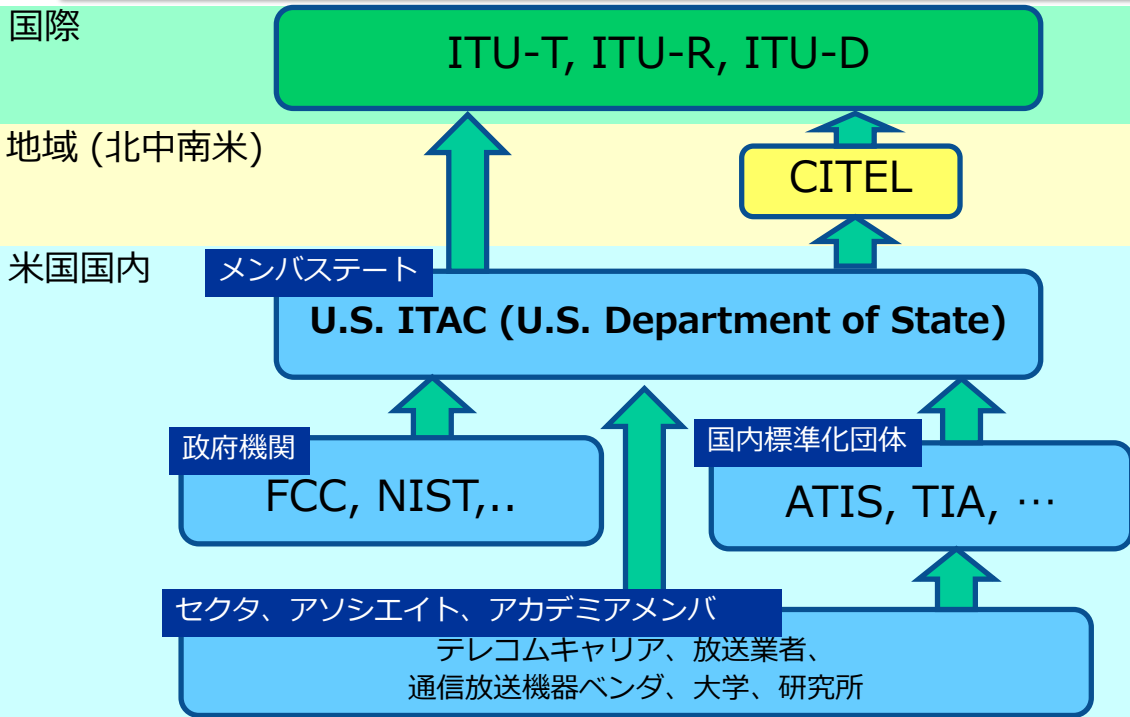 国際
ITU-T, ITU-R, ITU-D
地域 (北中南米)
CITEL
米国国内
メンバステート
U.S. ITAC (U.S. Department of State)
政府機関
FCC, NIST,..
国内標準化団体
ATIS, TIA, …
セクタ、アソシエイト、アカデミアメンバ
テレコムキャリア、放送業者、
通信放送機器ベンダ、大学、研究所